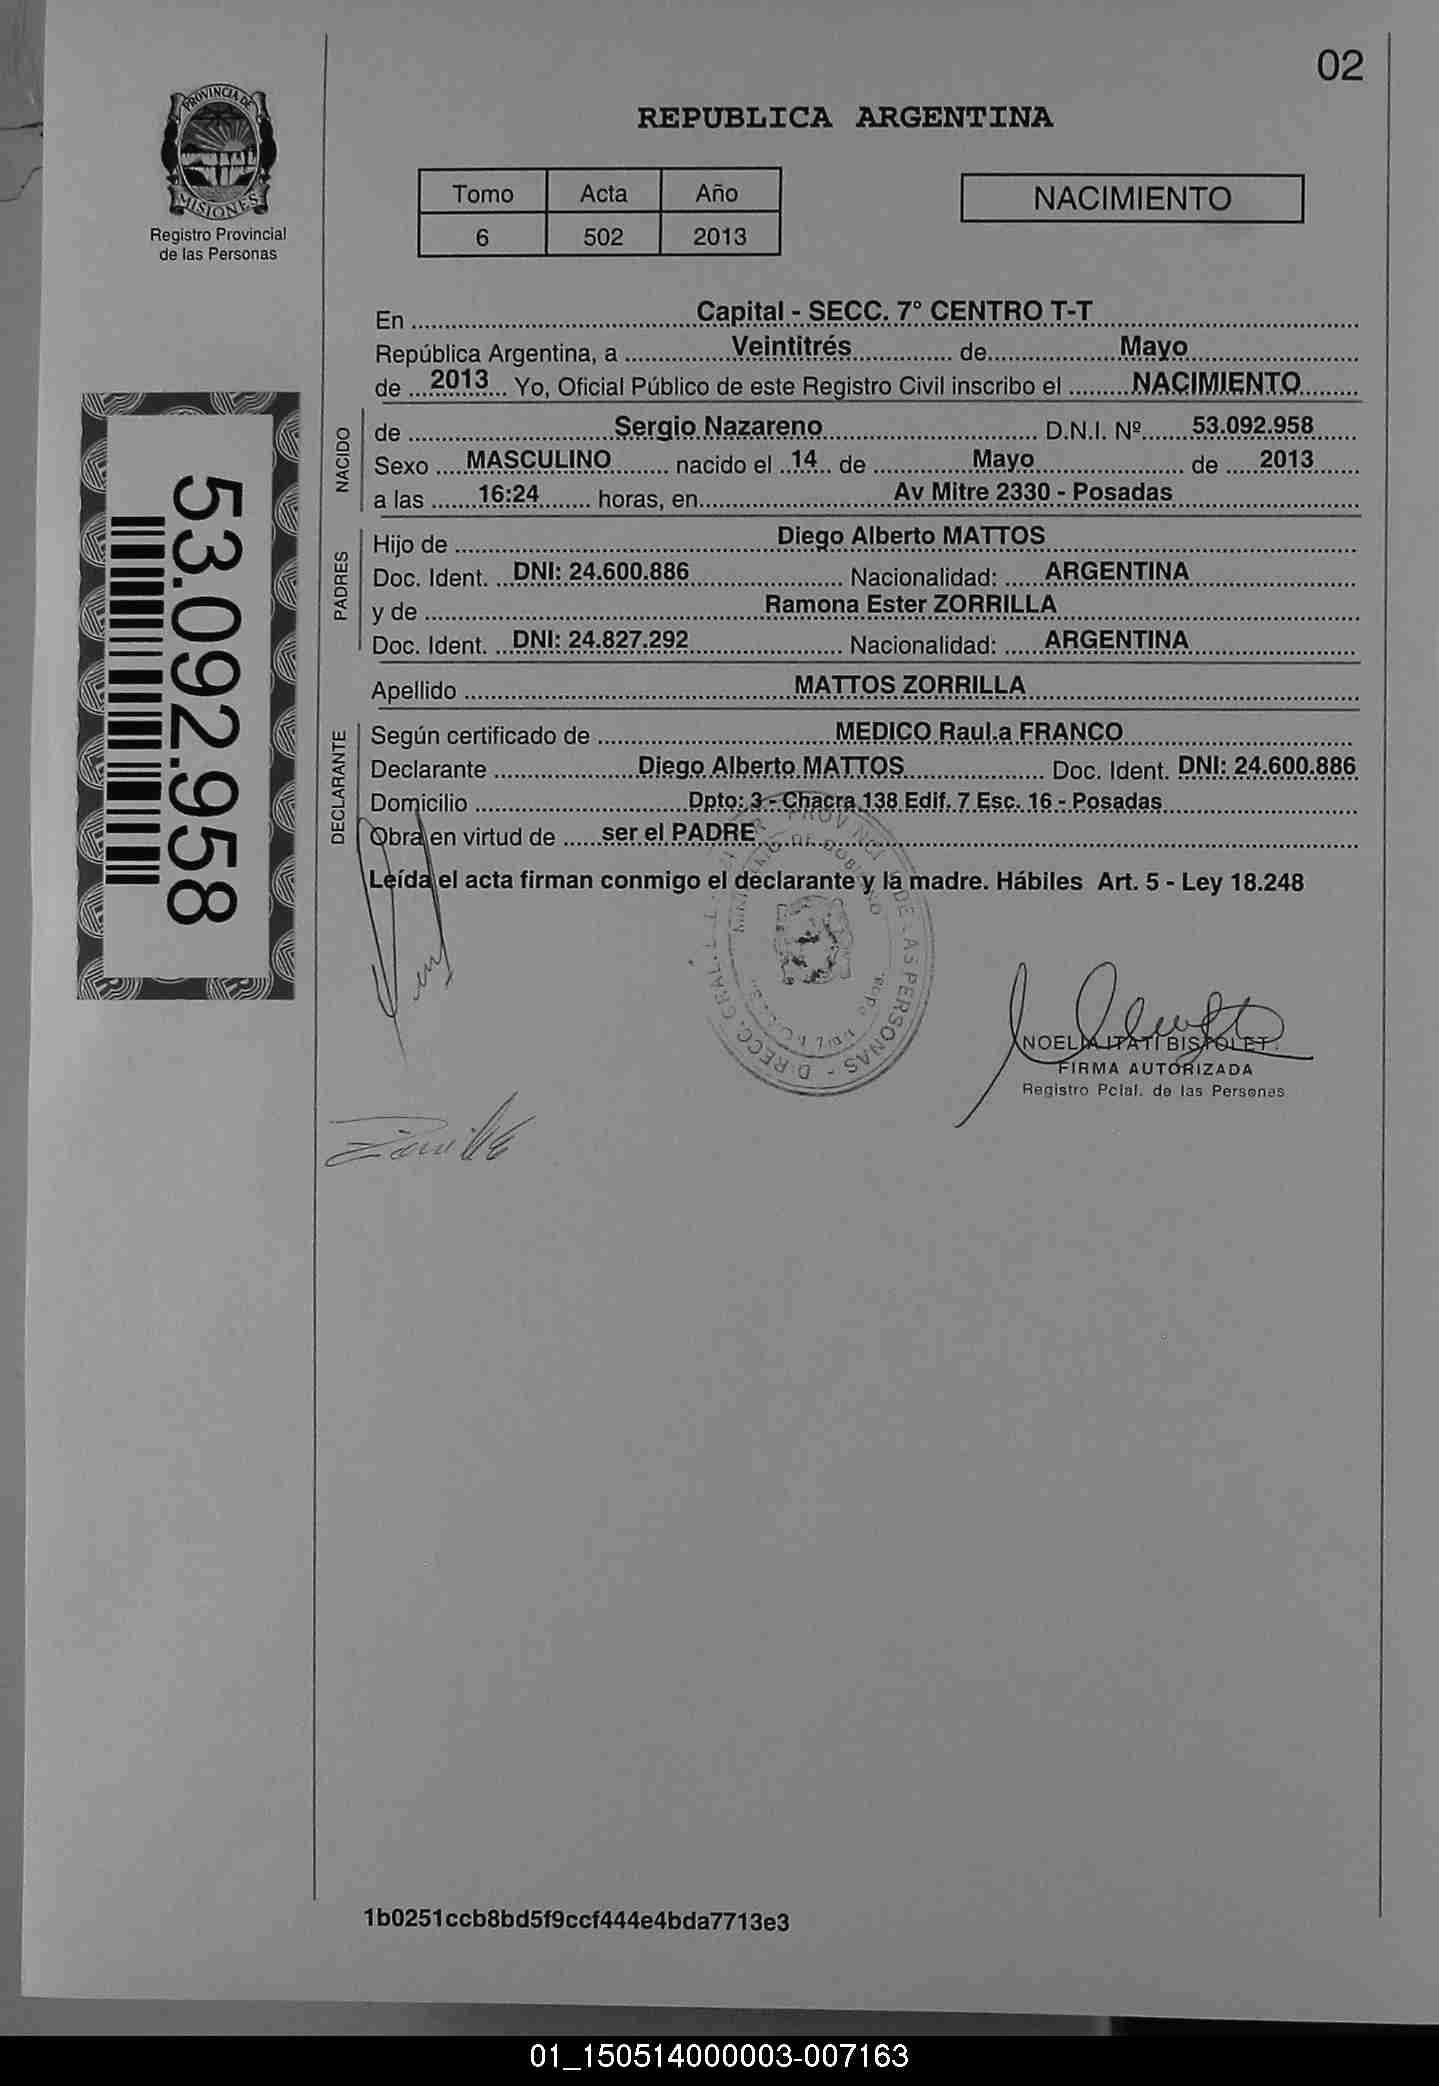 02
PROVINCIA DE
MISIONES
Registro Provincial
de las Personas
REPUBLICA ARGENTINA
Tomo Acta Año
6 502 2013
NACIMIENTO
En Capital - SECC. 7° CENTRO T-T
República Argentina, a Veintitrés de Mayo
de 2013 Yo, Oficial Público de este Registro Civil inscribo el NACIMIENTO
NACIDO
de Sergio Nazareno D.N.I. Nº 53.092.958
Sexo MASCULINO nacido el 14 de Mayo de 2013
a las 16:24 horas, en Av Mitre 2330 - Posadas
PADRES
Hijo de Diego Alberto MATTOS
Doc. Ident. DNI: 24.600.886 Nacionalidad: ARGENTINA
y de Ramona Ester ZORRILLA
Doc. Ident. DNI: 24.827.292 Nacionalidad: ARGENTINA
Apellido MATTOS ZORRILLA
DECLARANTE
Según certificado de MEDICO Raul.a FRANCO
Declarante Diego Alberto MATTOS Doc. Ident. DNI: 24.600.886
Domicilio Dpto: 3 - Chacra 138 Edif. 7 Esc. 16 - Posadas
Obra en virtud de ser el PADRE
Leída el acta firman conmigo el declarante y la madre. Hábiles Art. 5 - Ley 18.248
53.092.958
NOELIA ITATI BISPOLET
FIRMA AUTORIZADA
Registro Pcial. de las Personas
1b0251ccb8bd5f9ccf444e4bda7713e3
01_150514000003-007163